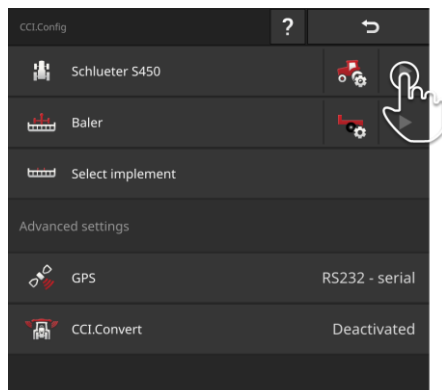 CCI.Config
?
Schlueter S450
Baler
Select implement
Advanced settings
GPS RS232 - serial
CCI.Convert Deactivated